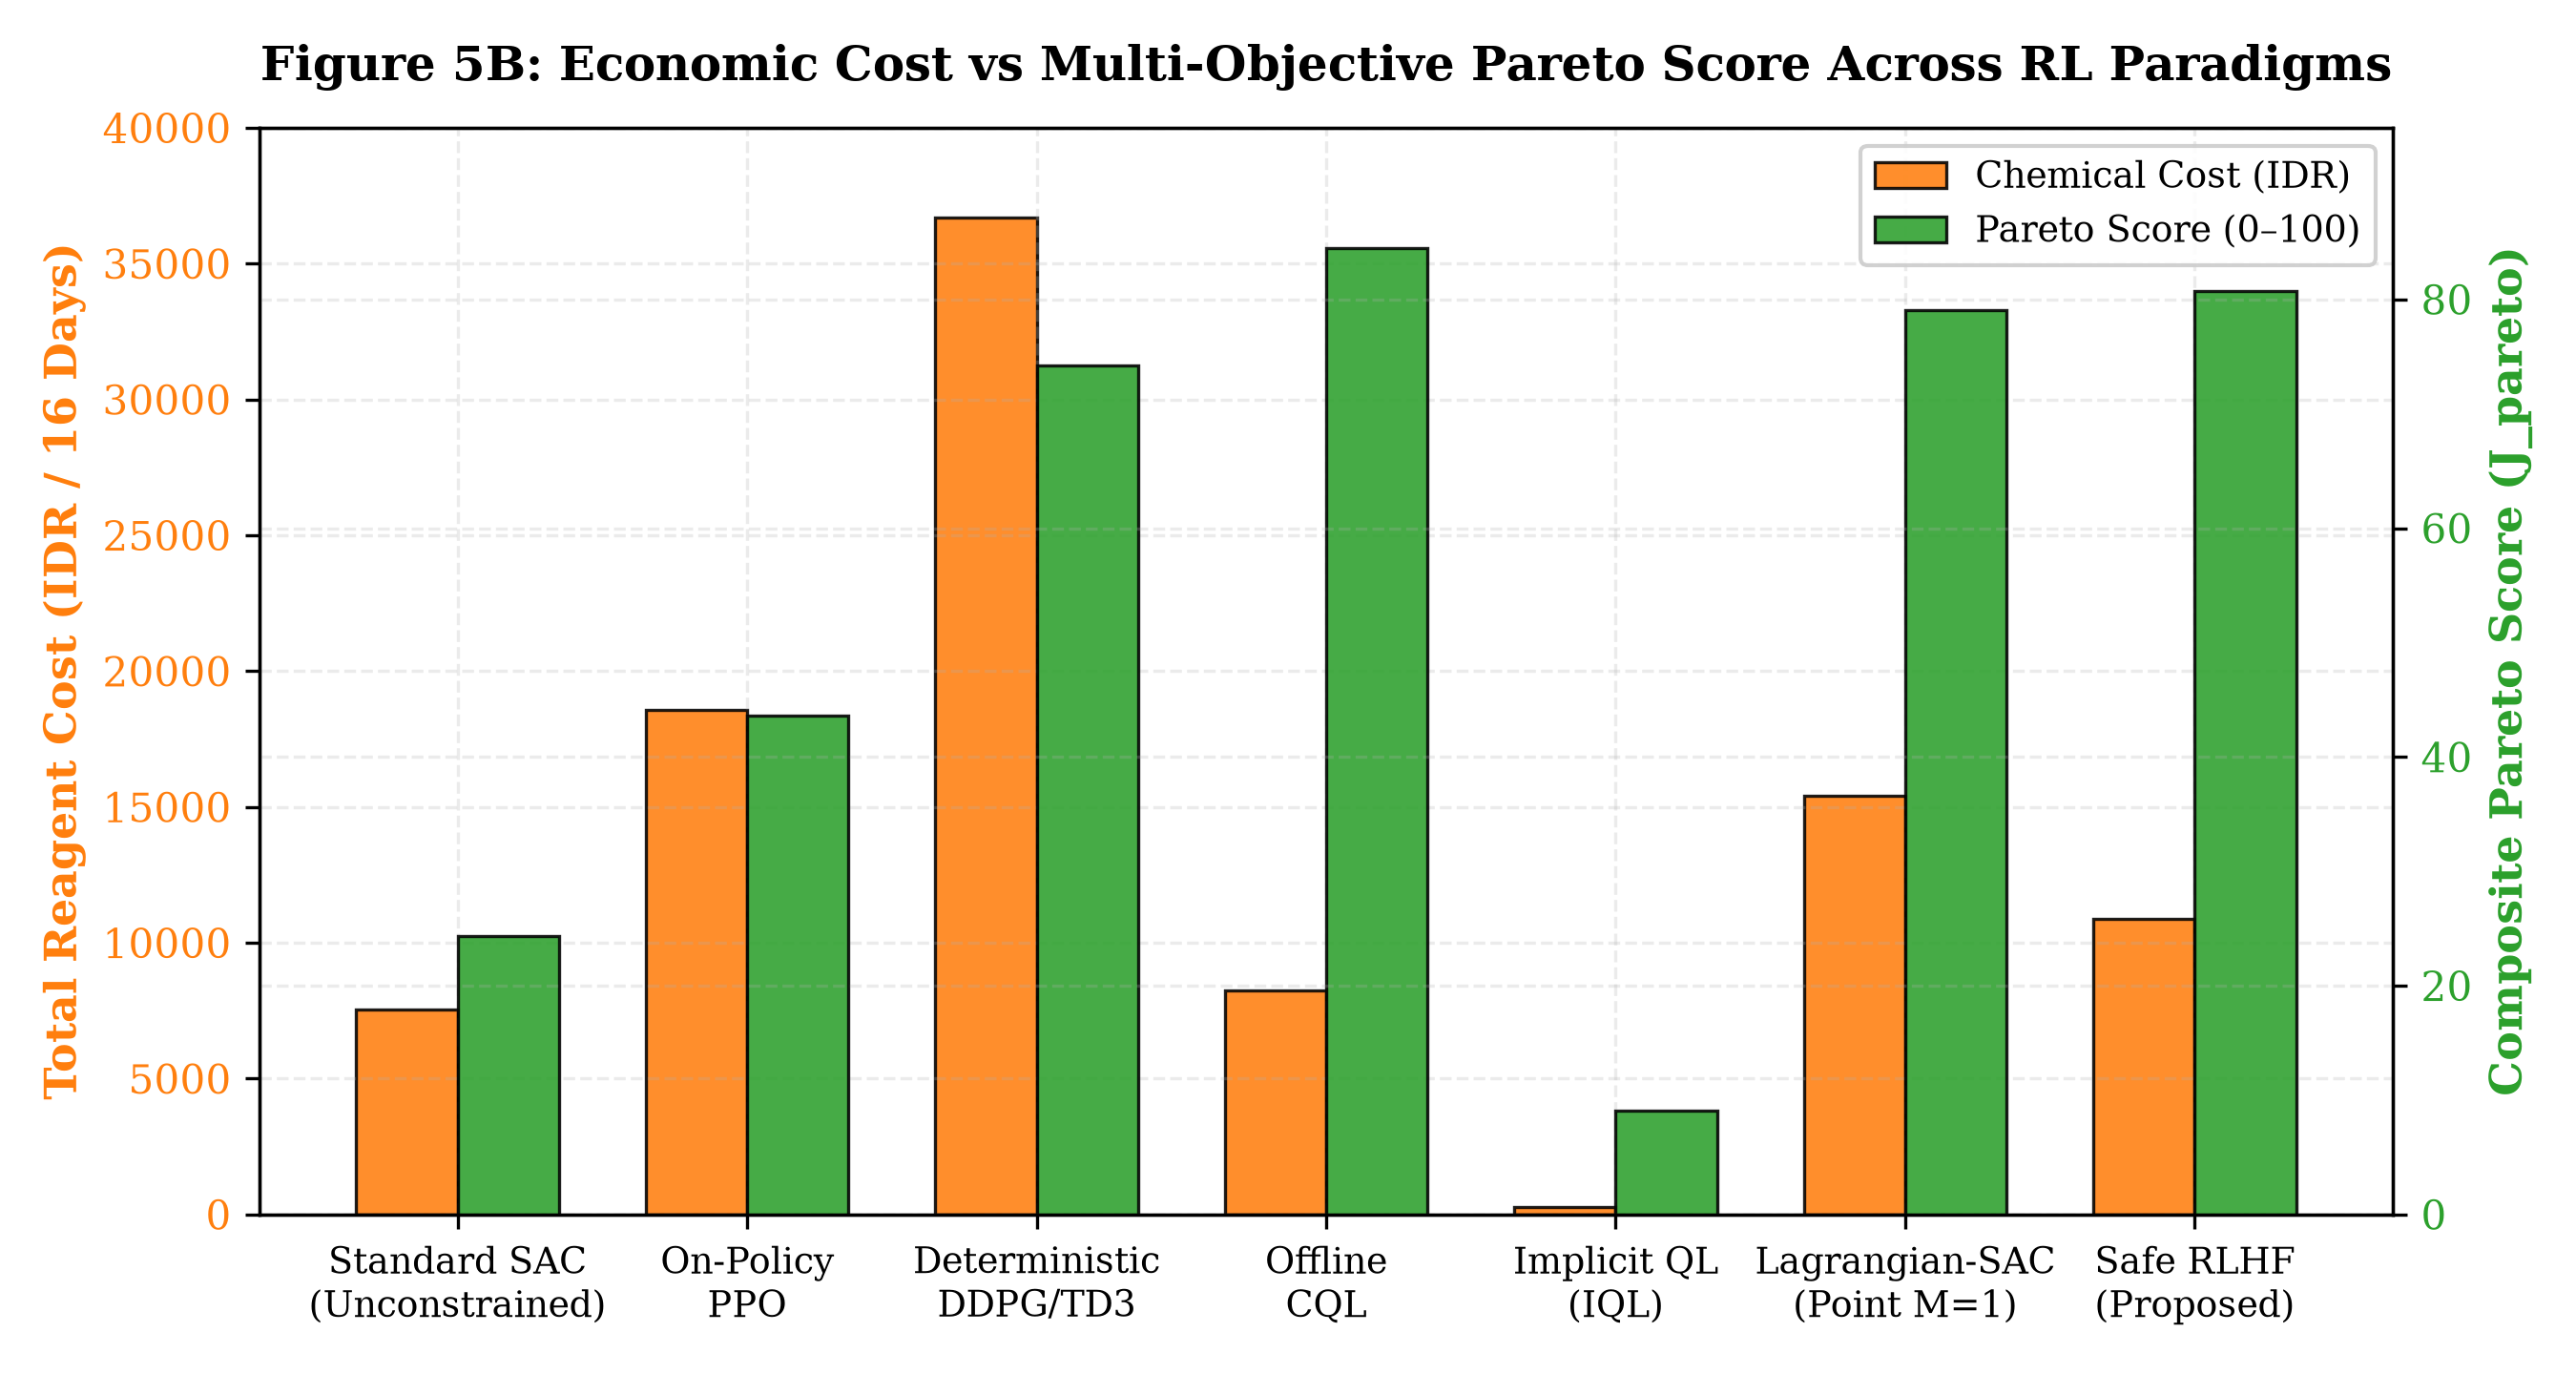 Figure 5B: Economic Cost vs Multi-Objective Pareto Score Across RL Paradigms
Total Reagent Cost (IDR / 16 Days)
40000
35000
30000
25000
20000
15000
10000
5000
0
Chemical Cost (IDR)
Pareto Score (0–100)
80
60
40
20
0
Composite Pareto Score (J_pareto)
Standard SAC
(Unconstrained)
On-Policy
PPO
Deterministic
DDPG/TD3
Offline
CQL
Implicit QL
(IQL)
Lagrangian-SAC
(Point M=1)
Safe RLHF
(Proposed)